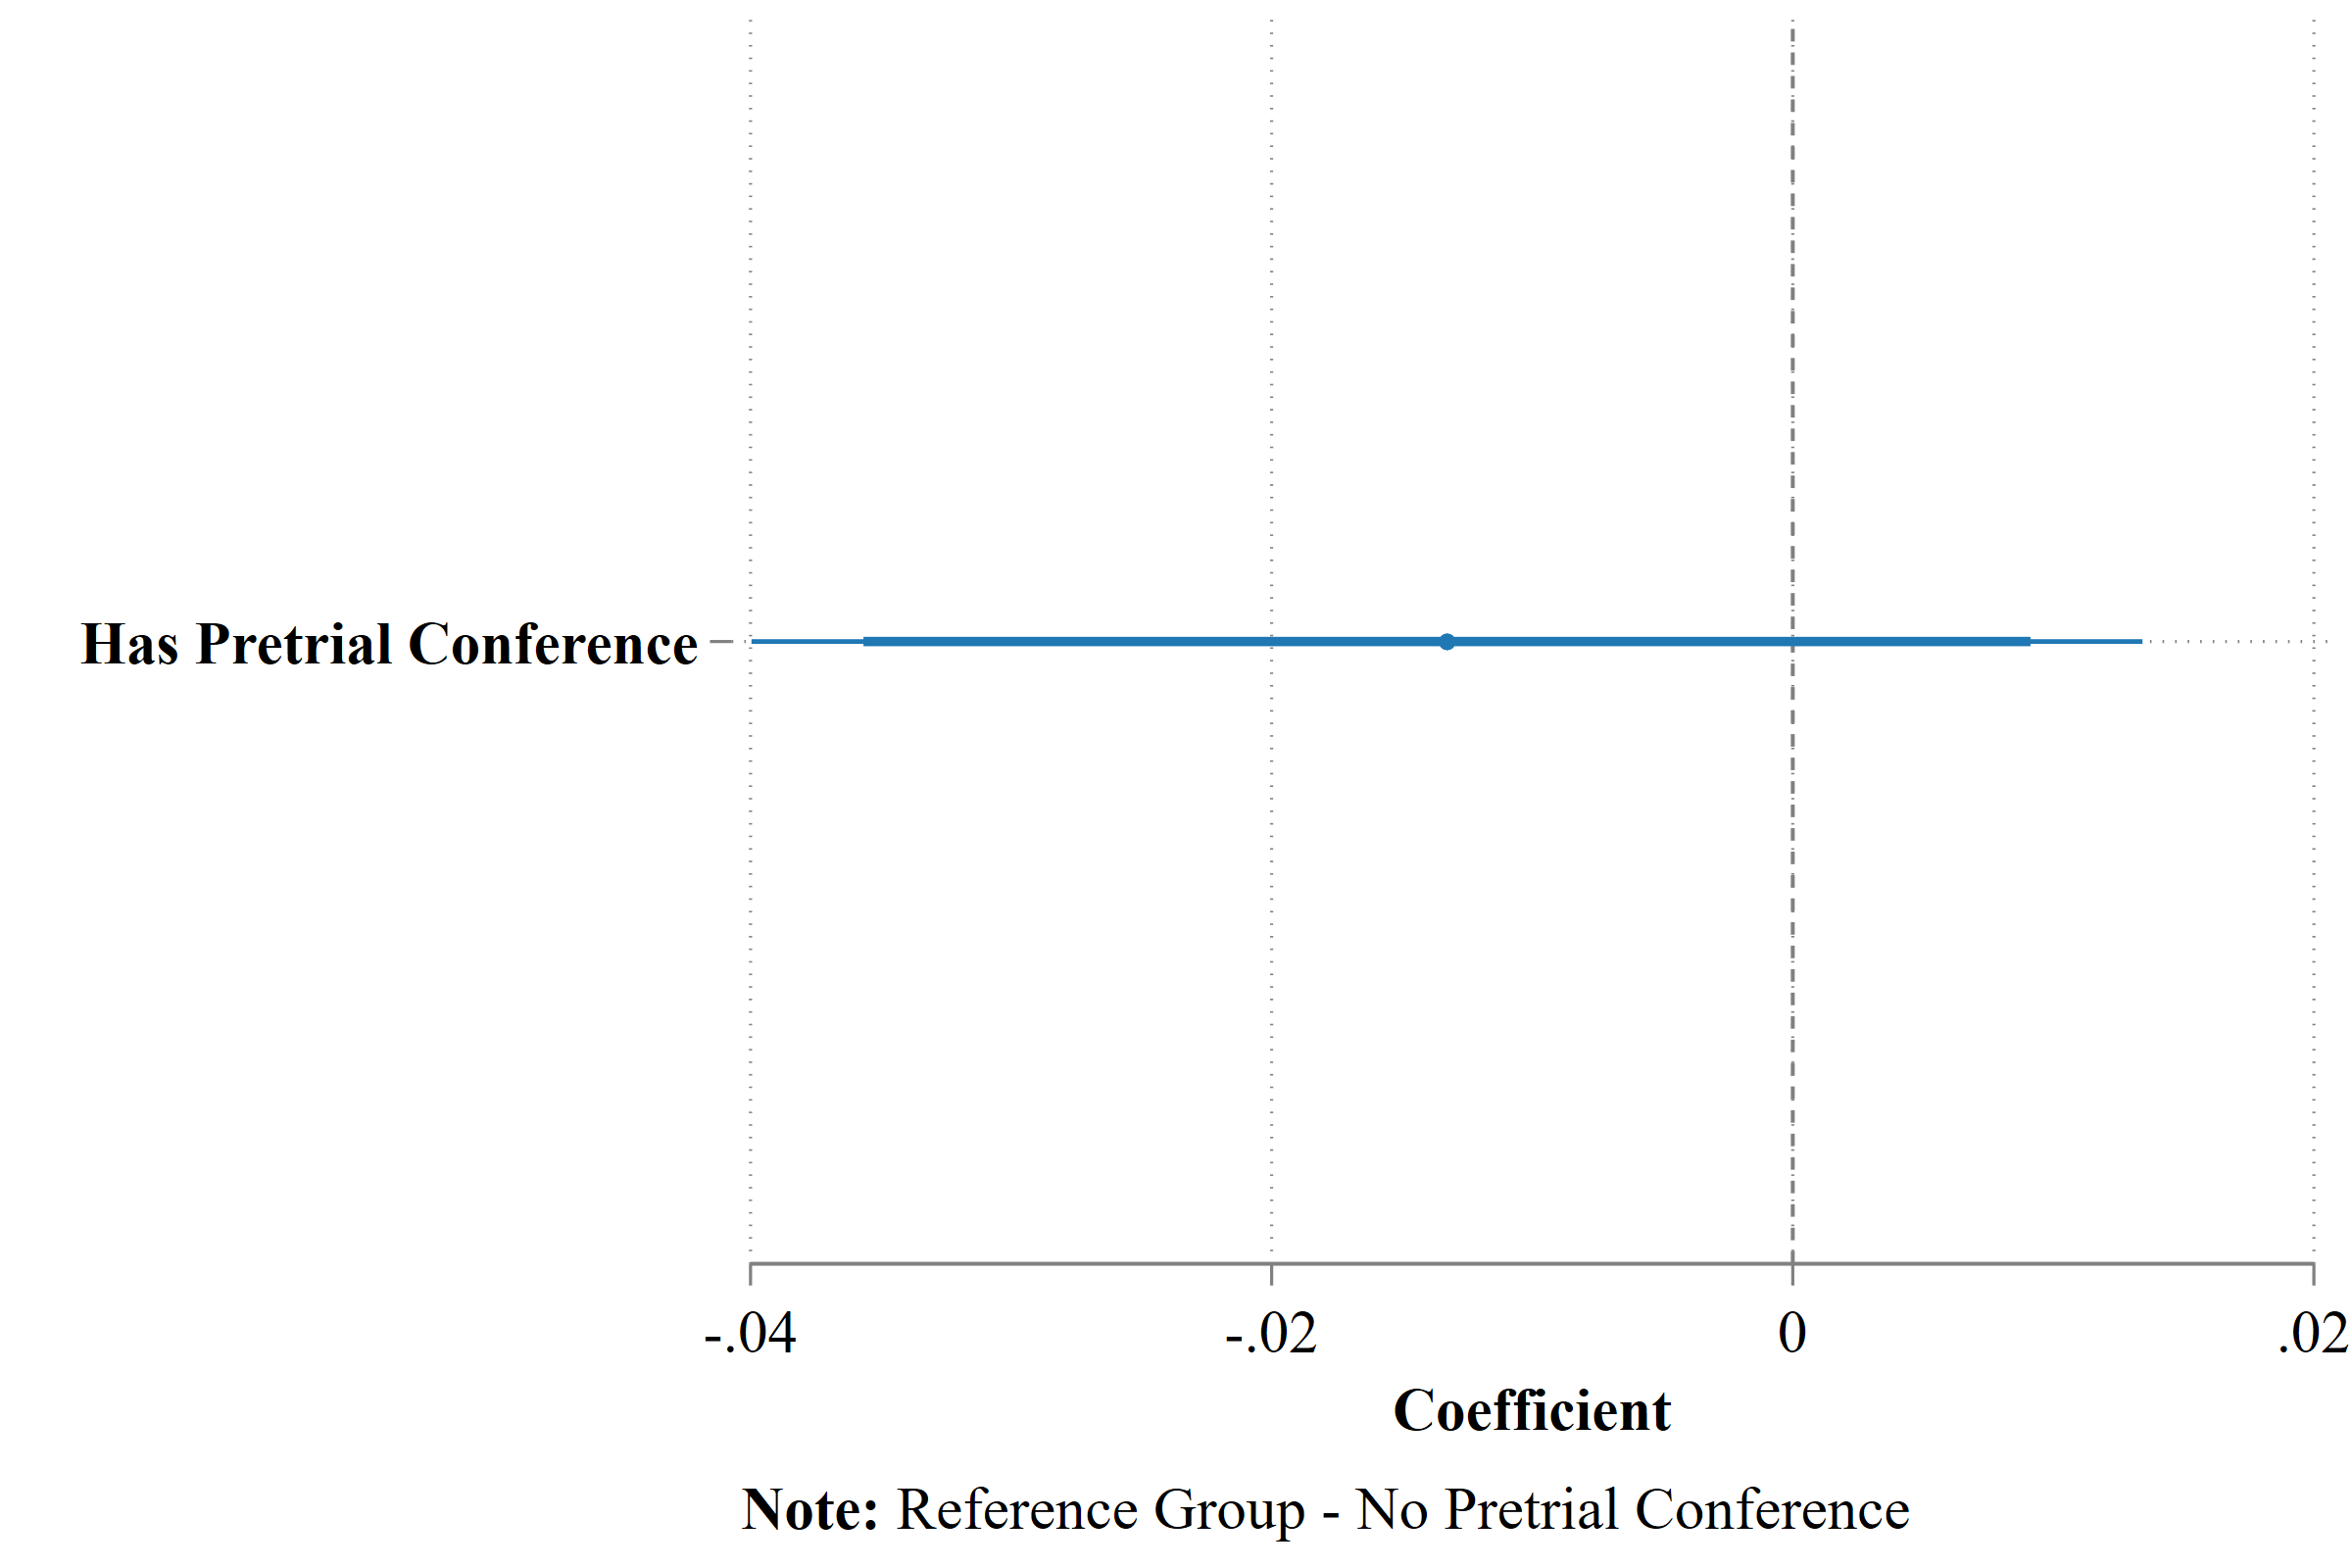 Has Pretrial Conference
-.04 -.02 0 .02
Coefficient
Note: Reference Group - No Pretrial Conference